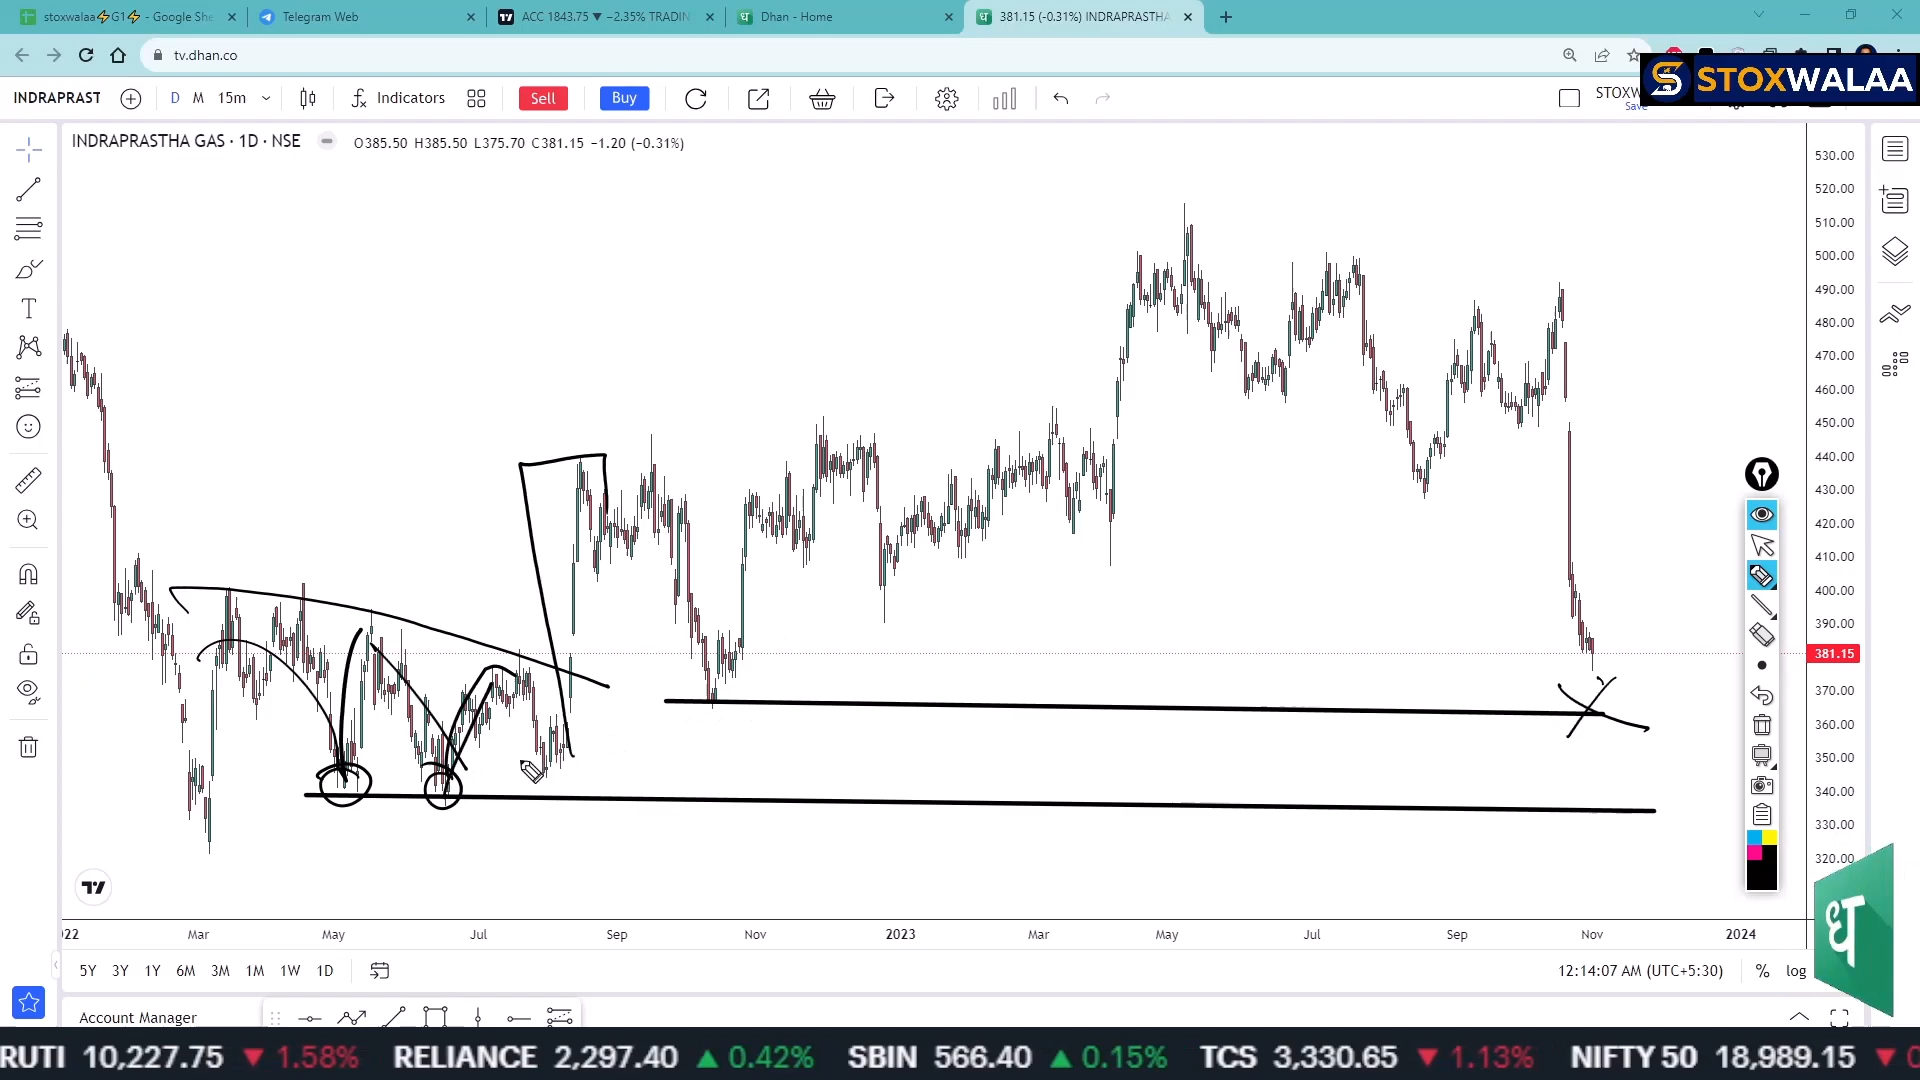 stoxwalaa⚡G1⚡ - Google She
Telegram Web
ACC 1843.75 ▼ −2.35% TRADIN
Dhan - Home
381.15 (-0.31%) INDRAPRASTHA
tv.dhan.co
STOXWALAA
INDRAPRAST
D
M
15m
Indicators
Sell
Buy
STOXW
Save
INDRAPRASTHA GAS · 1D · NSE
O385.50 H385.50 L375.70 C381.15 −1.20 (−0.31%)
530.00
520.00
510.00
500.00
490.00
480.00
470.00
460.00
450.00
440.00
430.00
420.00
410.00
400.00
390.00
381.15
370.00
360.00
350.00
340.00
330.00
320.00
22 Mar May Jul Sep Nov 2023 Mar May Jul Sep Nov 2024
5Y 3Y 1Y 6M 3M 1M 1W 1D
12:14:07 AM (UTC+5:30) % log
Account Manager
ध
RUTI 10,227.75 ▼ 1.58% RELIANCE 2,297.40 ▲ 0.42% SBIN 566.40 ▲ 0.15% TCS 3,330.65 ▼ 1.13% NIFTY 50 18,989.15 ▼